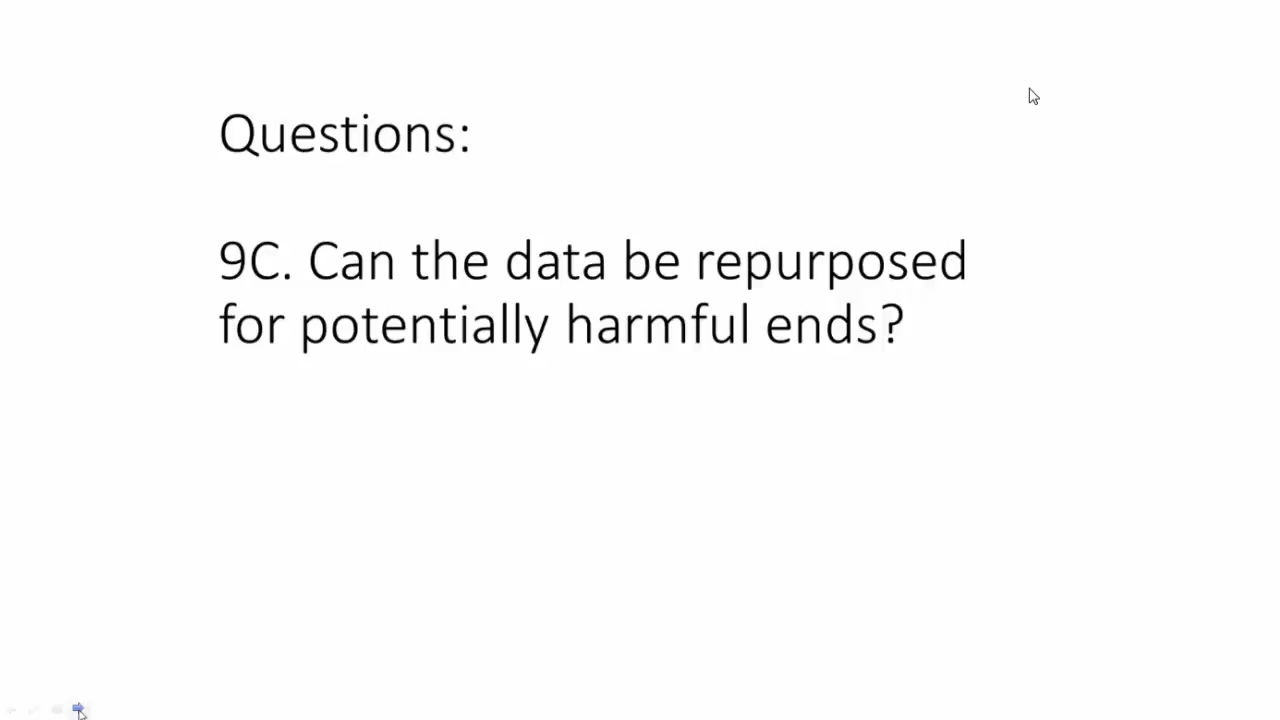 Questions:
9C. Can the data be repurposed
for potentially harmful ends?